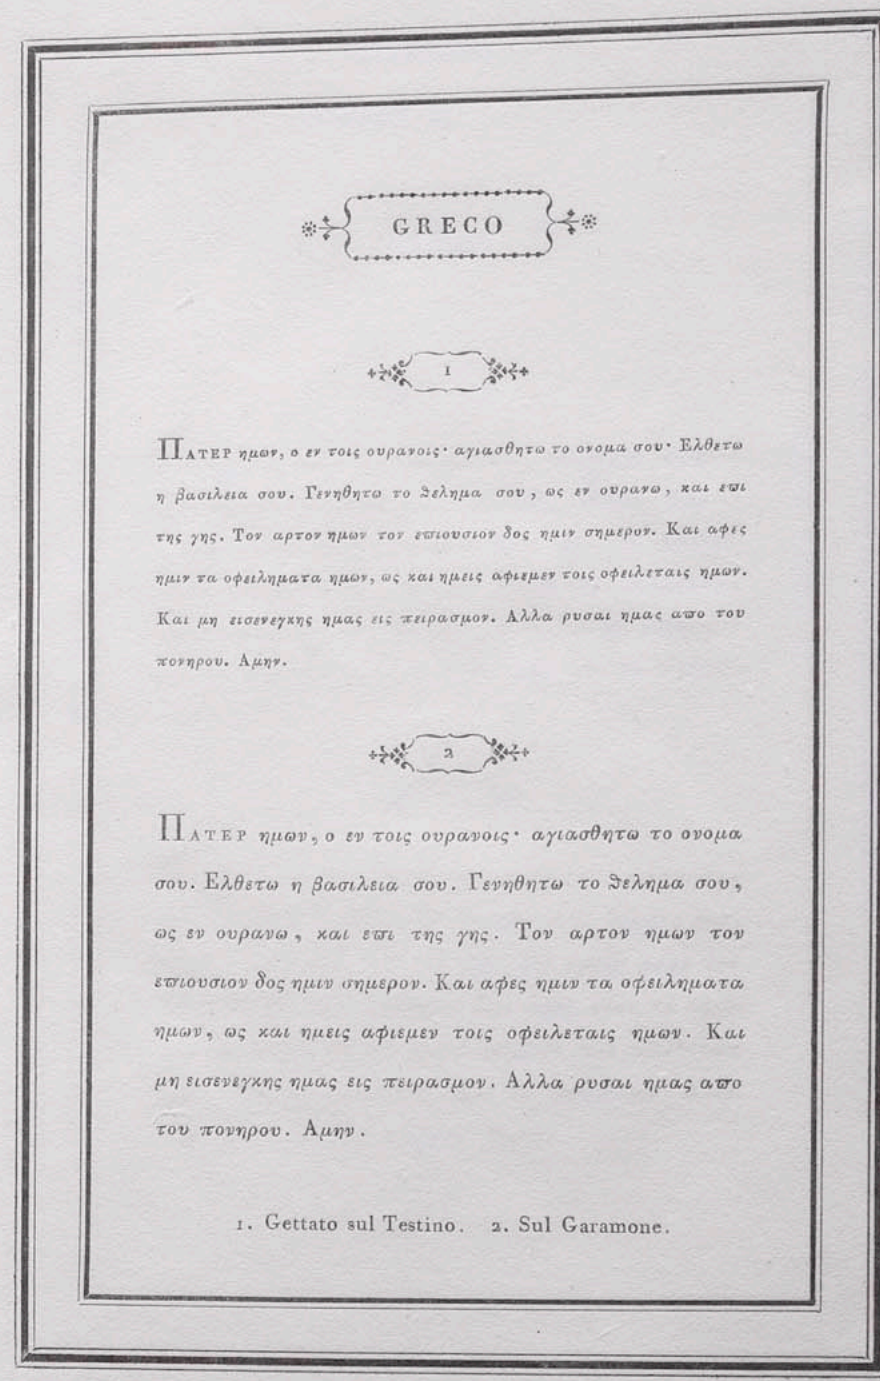 GRECO
1
ΠΑΤΕΡ ημων, ο εν τοις ουρανοις· αγιασθητω το ονομα σου· Ελθετω
η βασιλεια σου. Γενηθητω το ϑελημα σου, ως εν ουρανω, και εϖι
της γης. Τον αρτον ημων τον εϖιουσιον δος ημιν σημερον. Και αφες
ημιν τα οφειληματα ημων, ως και ημεις αφιεμεν τοις οφειλεταις ημων.
Και μη εισενεγκης ημας εις πειρασμον. Αλλα ρυσαι ημας αϖο του
πονηρου. Αμην.
2
ΠΑΤΕΡ ημων, ο εν τοις ουρανοις· αγιασθητω το ονομα
σου. Ελθετω η βασιλεια σου. Γενηθητω το ϑελημα σου,
ως εν ουρανω, και εϖι της γης. Τον αρτον ημων τον
εϖιουσιον δος ημιν σημερον. Και αφες ημιν τα οφειληματα
ημων, ως και ημεις αφιεμεν τοις οφειλεταις ημων. Και
μη εισενεγκης ημας εις πειρασμον. Αλλα ρυσαι ημας αϖο
του πονηρου. Αμην.
1. Gettato sul Testino. 2. Sul Garamone.